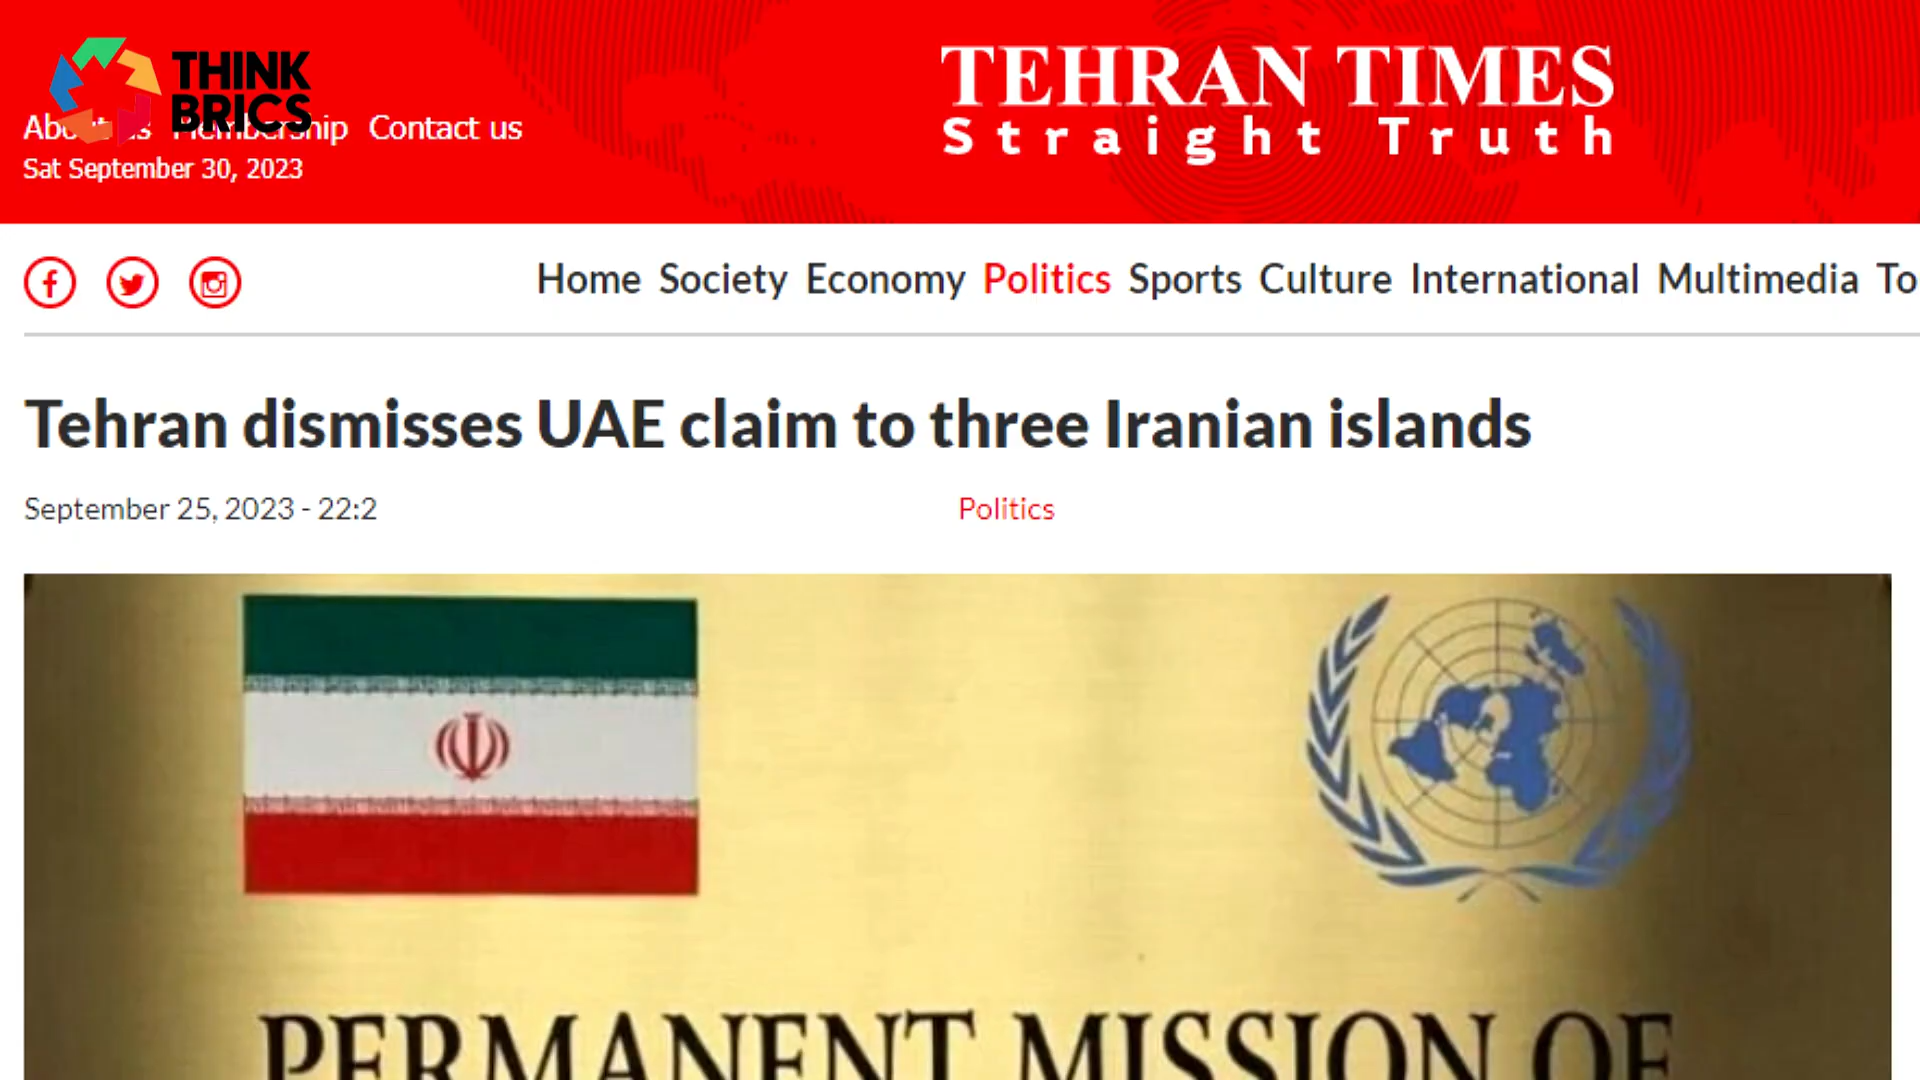 THINK
BRICS
TEHRAN TIMES
Straight Truth
Contact us
Sat September 30, 2023
Home Society Economy Politics Sports Culture International Multimedia To
Tehran dismisses UAE claim to three Iranian islands
September 25, 2023 - 22:2
Politics
PERMANENT MISSION OF